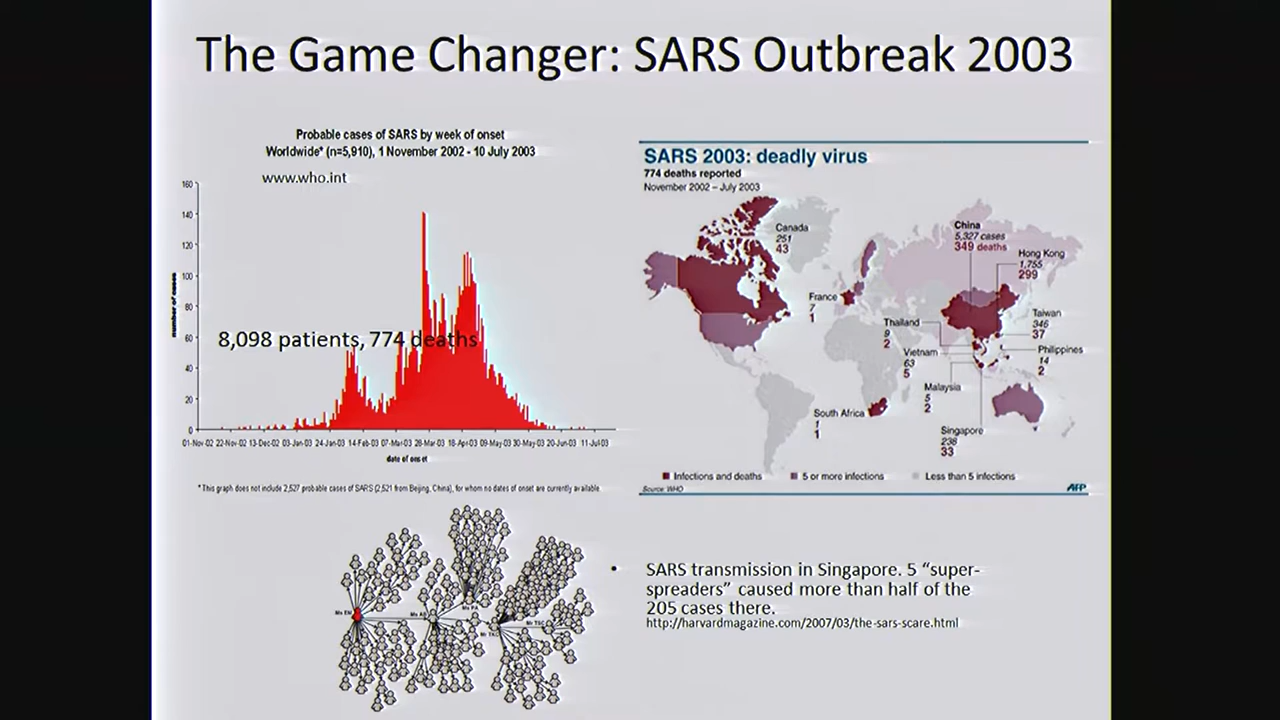 The Game Changer: SARS Outbreak 2003
Probable cases of SARS by week of onset
Worldwide* (n=5,910), 1 November 2002 - 10 July 2003
www.who.int
160
140
120
100
80
60
40
20
0
number of cases
8,098 patients, 774 deaths
01-Nov-02 22-Nov-02 13-Dec-02 03-Jan-03 24-Jan-03 14-Feb-03 07-Mar-03 28-Mar-03 18-Apr-03 09-May-03 30-May-03 20-Jun-03 11-Jul-03
date of onset
* This graph does not include 2,527 probable cases of SARS (2,521 from Beijing, China), for whom no dates of onset are currently available
SARS 2003: deadly virus
774 deaths reported
November 2002 – July 2003
Canada
251
43
China
5,327 cases
349 deaths
Hong Kong
1,755
299
France
7
1
Taiwan
346
37
Thailand
9
2
Philippines
14
2
Vietnam
63
5
Malaysia
5
2
South Africa
1
1
Singapore
238
33
Infections and deaths
5 or more infections
Less than 5 infections
Source: WHO
AFP
Ms EM
Ms AB
Ms PA
Mr TKC
Mr TSC
• SARS transmission in Singapore. 5 “super-
spreaders” caused more than half of the
205 cases there.
http://harvardmagazine.com/2007/03/the-sars-scare.html